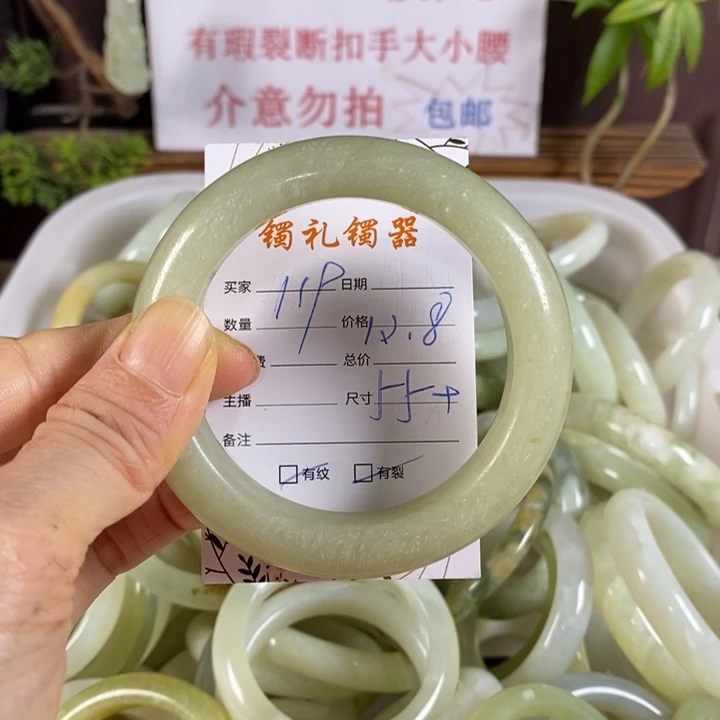 有瑕裂断扣手大小腰
介意勿拍 包邮
镯礼镯器
买家 119 日期
数量 价格 12.8
费 总价
主播 尺寸 55+
备注
有纹 有裂